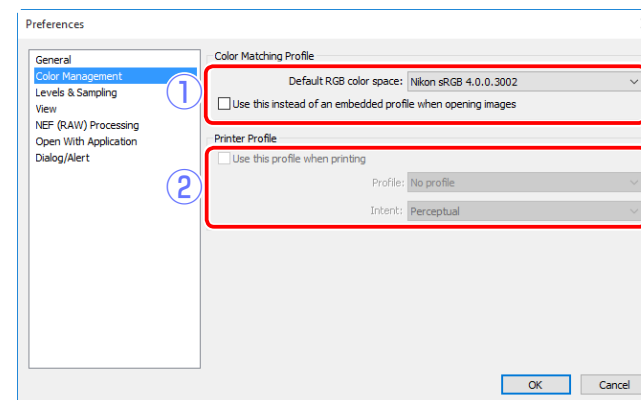 Preferences
General
Color Management
Levels & Sampling
View
NEF (RAW) Processing
Open With Application
Dialog/Alert
Color Matching Profile
1
Default RGB color space: Nikon sRGB 4.0.0.3002
Use this instead of an embedded profile when opening images
Printer Profile
2
Use this profile when printing
Profile: No profile
Intent: Perceptual
OK Cancel